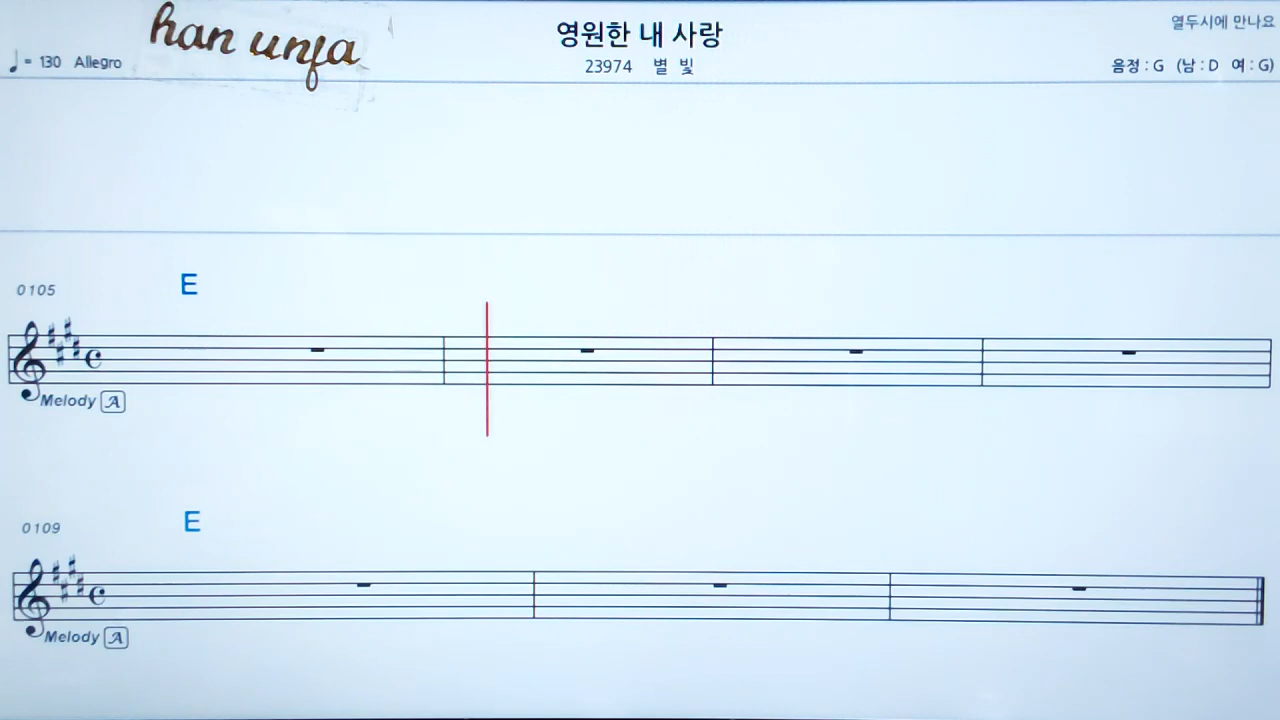 han unfa
영원한 내 사랑
열두시에 만나요
♩= 130 Allegro
23974 별 빛
음정 : G (남 : D 여 : G)
0105
E
Melody A
0109
E
Melody A